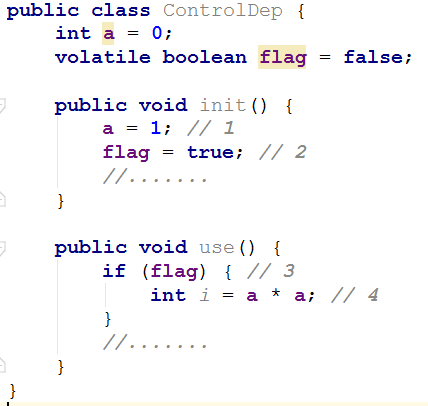 public class ControlDep {
    int a = 0;
    volatile boolean flag = false;
    public void init() {
        a = 1; // 1
        flag = true; // 2
        //.......
    }
    public void use() {
        if (flag) { // 3
            int i = a * a; // 4
        }
        //.......
    }
}